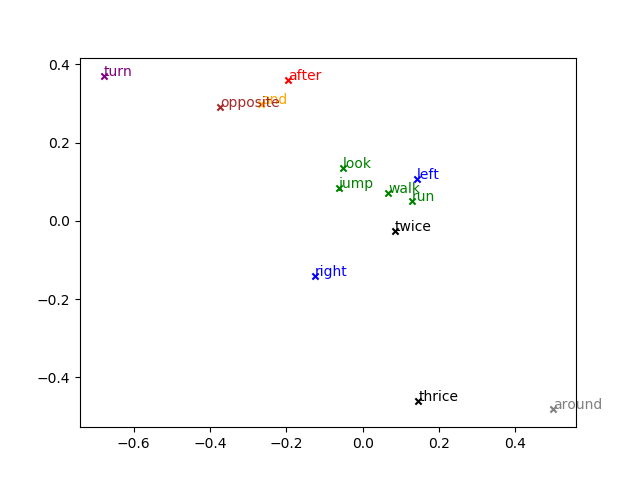 0.4
turn
after
opposite
and
0.2
look
left
jump
walk
run
0.0
twice
right
−0.2
−0.4
thrice
around
−0.6 −0.4 −0.2 0.0 0.2 0.4